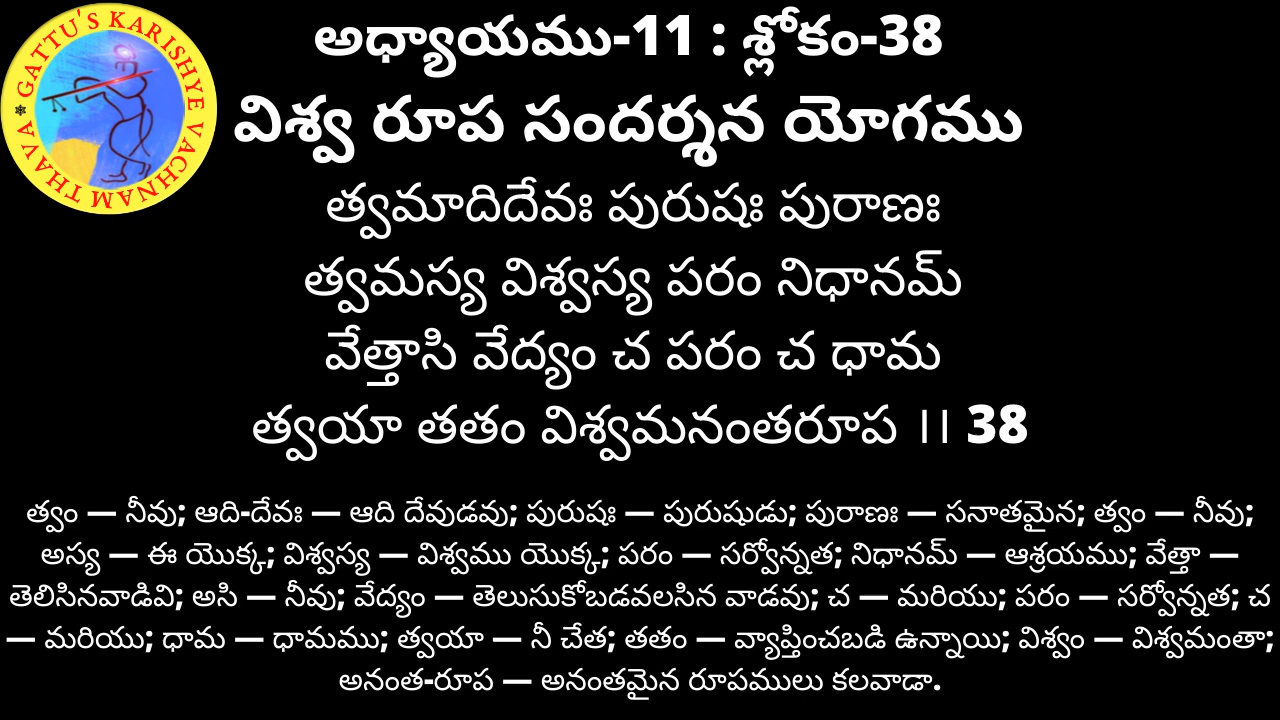 GATTU'S KARISHYE VACHNAM THAVA
అధ్యాయము-11 : శ్లోకం-38
విశ్వ రూప సందర్శన యోగము
త్వమాదిదేవః పురుషః పురాణః
త్వమస్య విశ్వస్య పరం నిధానమ్
వేత్తాసి వేద్యం చ పరం చ ధామ
త్వయా తతం విశ్వమనంతరూప ।। 38
త్వం — నీవు; ఆది-దేవః — ఆది దేవుడవు; పురుషః — పురుషుడు; పురాణః — సనాతమైన; త్వం — నీవు;
అస్య — ఈ యొక్క; విశ్వస్య — విశ్వము యొక్క; పరం — సర్వోన్నత; నిధానమ్ — ఆశ్రయము; వేత్తా —
తెలిసినవాడివి; అసి — నీవు; వేద్యం — తెలుసుకోబడవలసిన వాడవు; చ — మరియు; పరం — సర్వోన్నత; చ
— మరియు; ధామ — ధామము; త్వయా — నీ చేత; తతం — వ్యాప్తించబడి ఉన్నాయి; విశ్వం — విశ్వమంతా;
అనంత-రూప — అనంతమైన రూపములు కలవాడా.